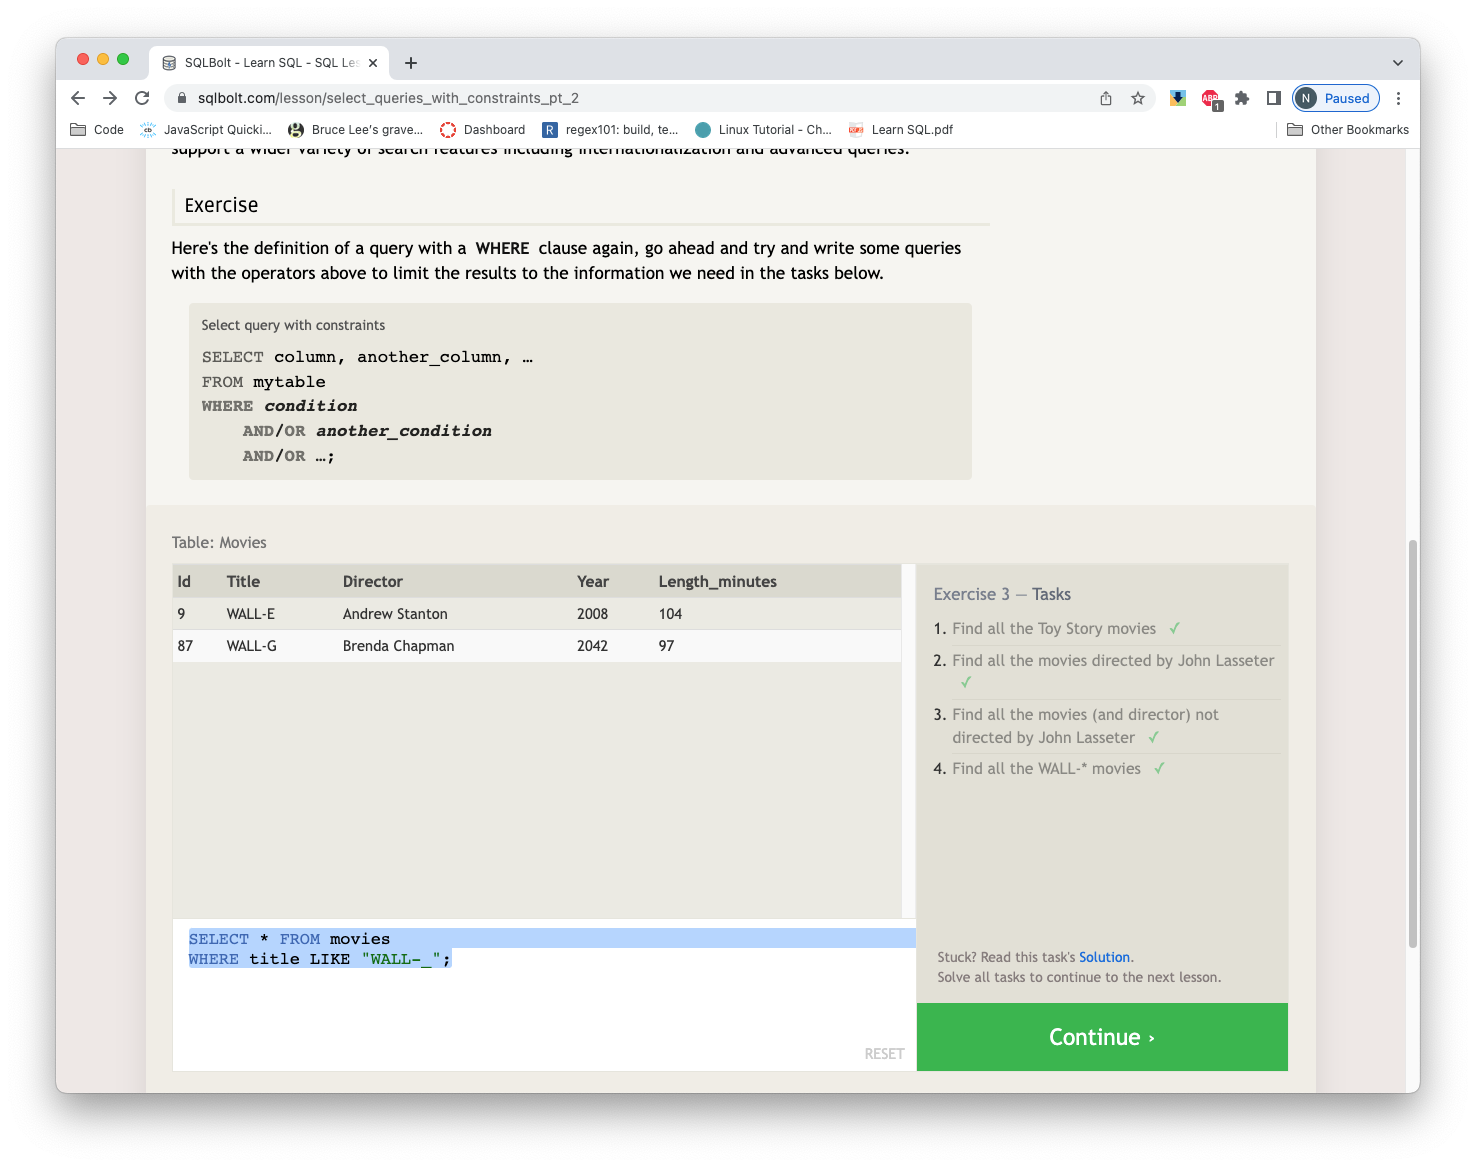 SQLBolt - Learn SQL - SQL Les
sqlbolt.com/lesson/select_queries_with_constraints_pt_2
ABP 1
N Paused
Code JavaScript Quicki... Bruce Lee's grave... Dashboard R regex101: build, te... Linux Tutorial - Ch... Learn SQL.pdf Other Bookmarks
support a wider variety of search features including internationalization and advanced queries.
Exercise
Here's the definition of a query with a WHERE clause again, go ahead and try and write some queries
with the operators above to limit the results to the information we need in the tasks below.
Select query with constraints
SELECT column, another_column, …
FROM mytable
WHERE condition
AND/OR another_condition
AND/OR …;
Table: Movies
Id Title Director Year Length_minutes
9 WALL-E Andrew Stanton 2008 104
87 WALL-G Brenda Chapman 2042 97
Exercise 3 — Tasks
1. Find all the Toy Story movies ✓
2. Find all the movies directed by John Lasseter
✓
3. Find all the movies (and director) not
directed by John Lasseter ✓
4. Find all the WALL-* movies ✓
SELECT * FROM movies
WHERE title LIKE "WALL-_";
RESET
Stuck? Read this task's Solution.
Solve all tasks to continue to the next lesson.
Continue ›